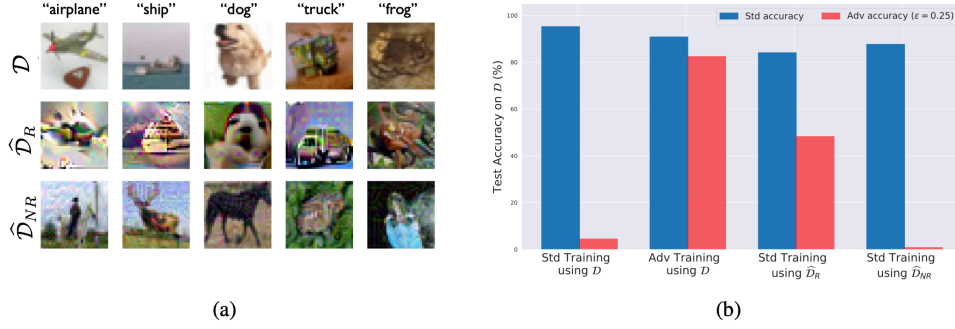 “airplane” “ship” “dog” “truck” “frog”
𝒟
𝒟̂_R
𝒟̂_NR
(a)
Std accuracy Adv accuracy (ε = 0.25)
Test Accuracy on 𝒟 (%)
100
80
60
40
20
0
Std Training using 𝒟
Adv Training using 𝒟
Std Training using 𝒟̂_R
Std Training using 𝒟̂_NR
(b)